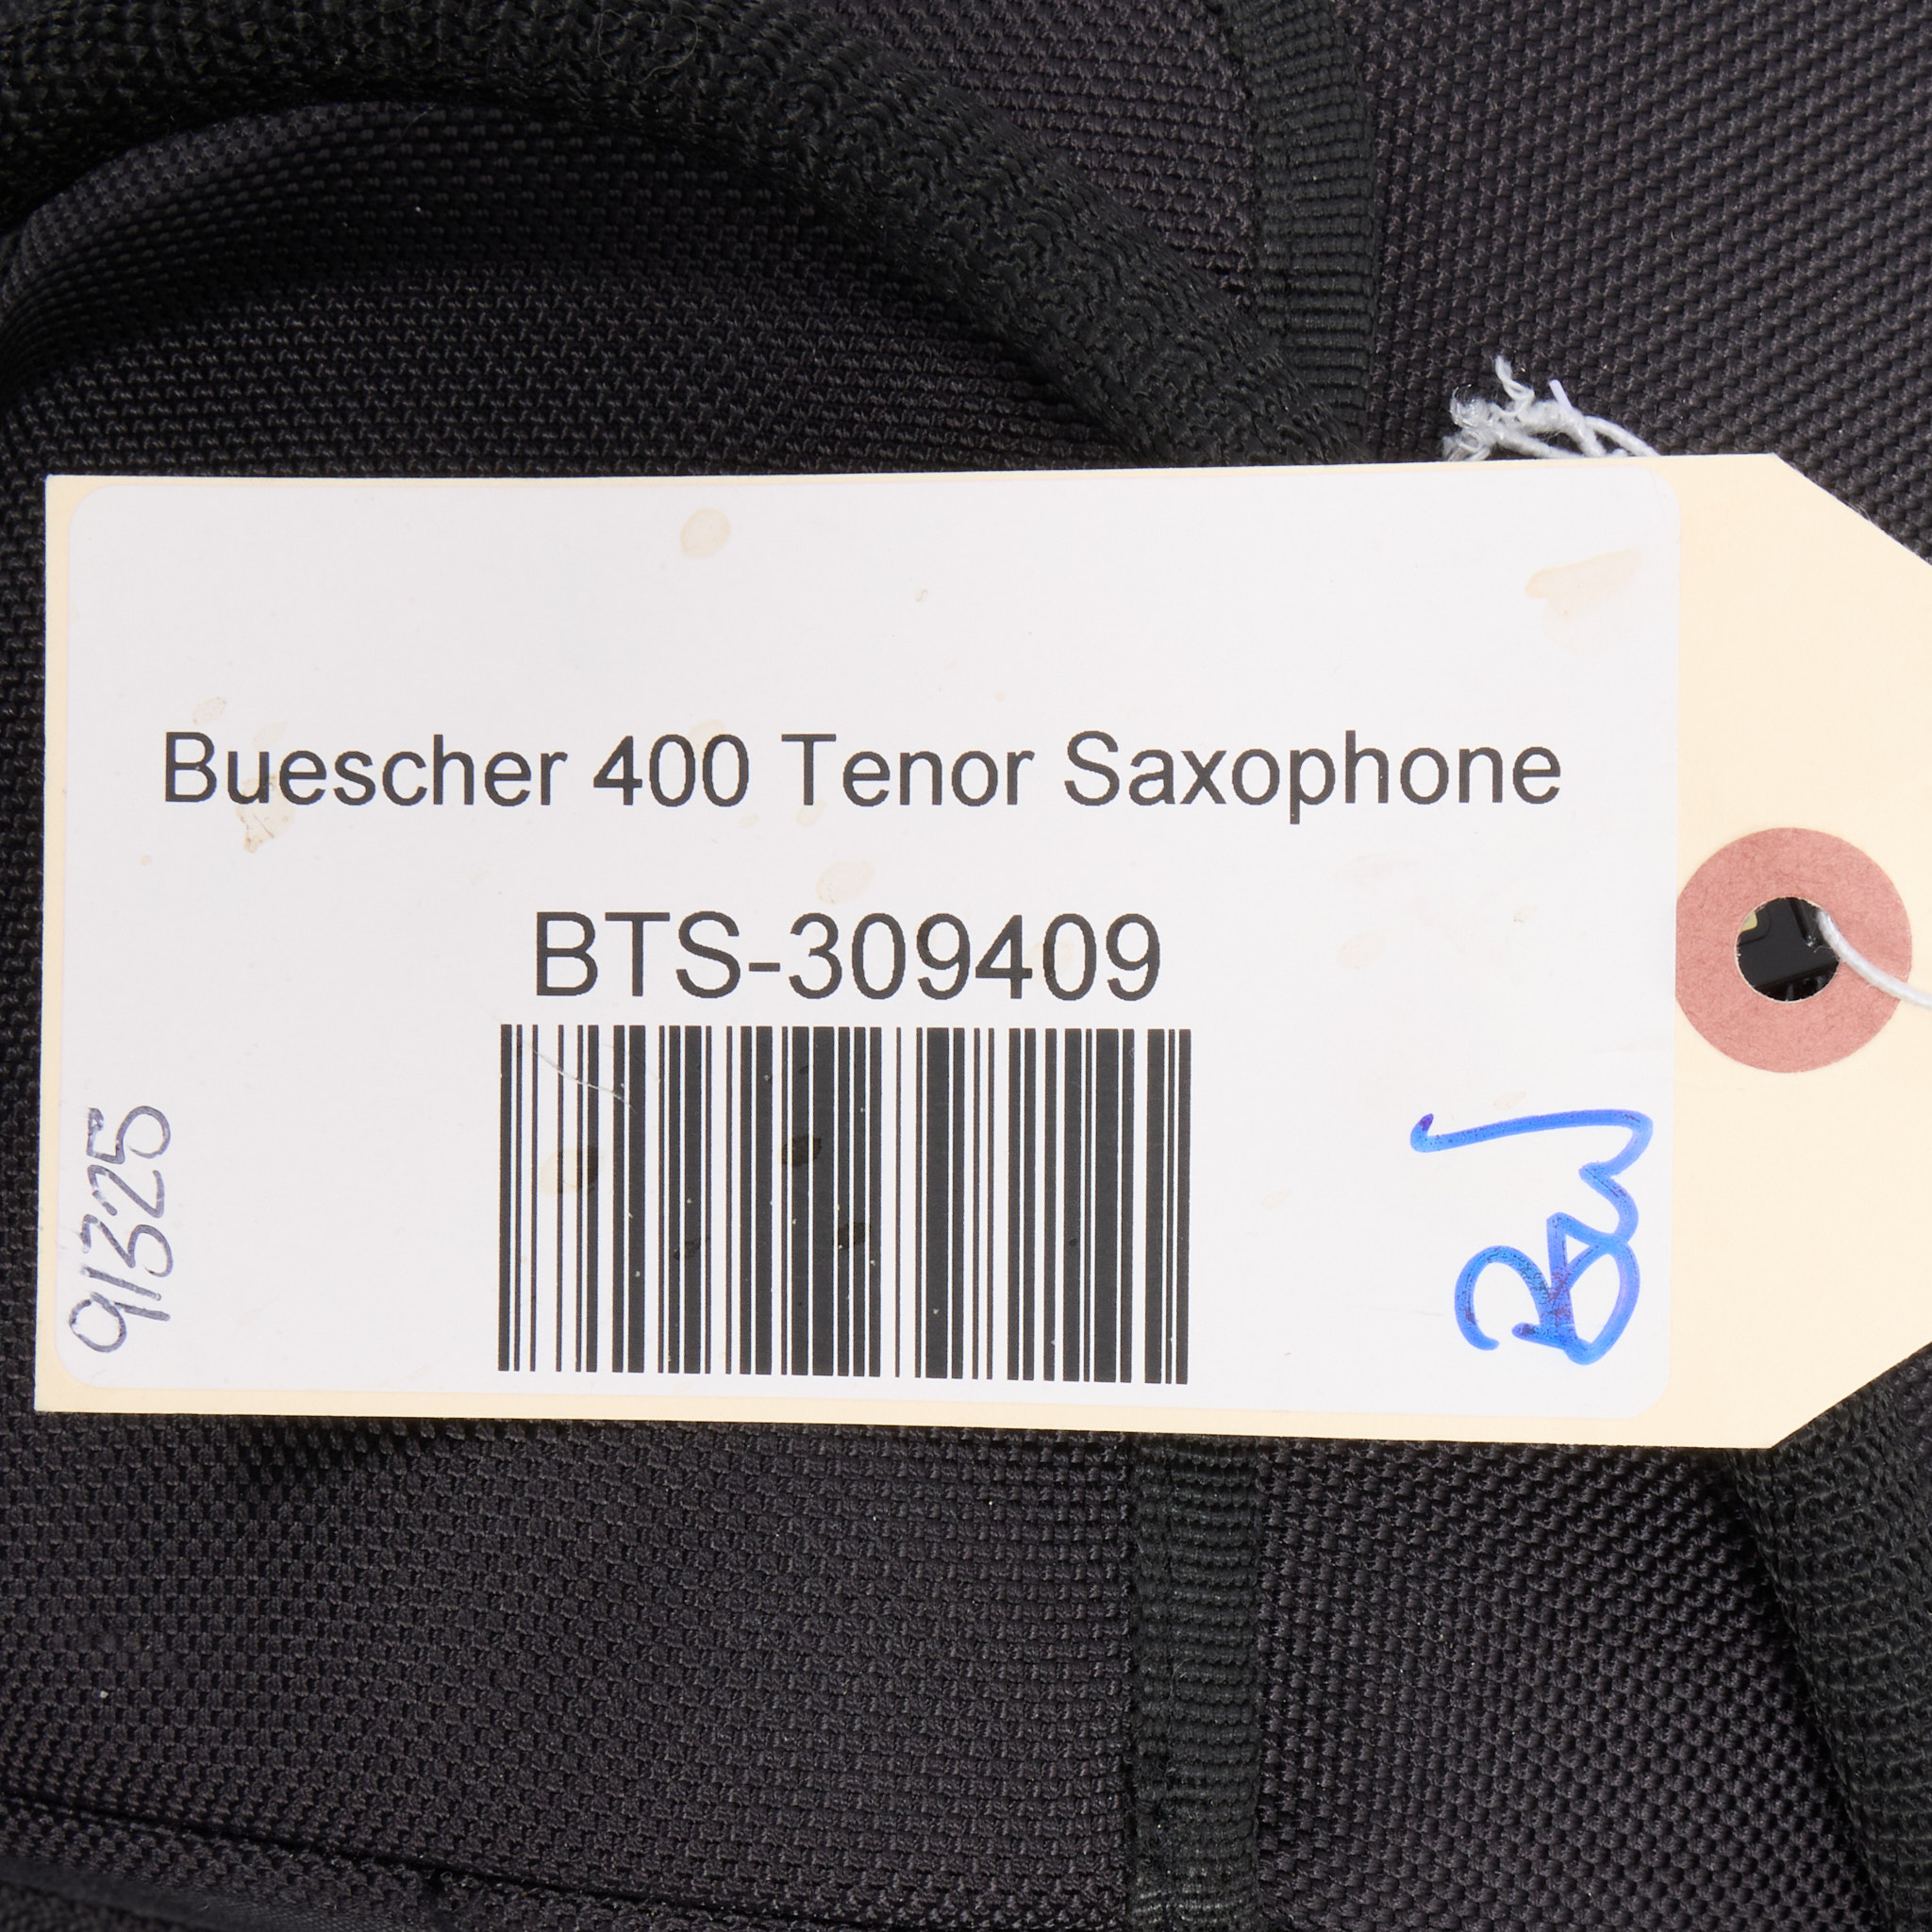 Buescher 400 Tenor Saxophone
BTS-309409
91325